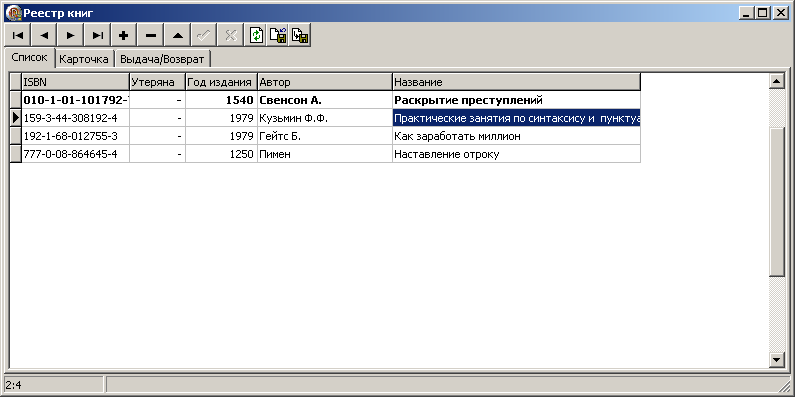 Реестр книг
Список Карточка Выдача/Возврат
ISBN Утеряна Год издания Автор Название
010-1-01-101792- - 1540 Свенсон А. Раскрытие преступлений
159-3-44-308192-4 - 1979 Кузьмин Ф.Ф. Практические занятия по синтаксису и пунктуа
192-1-68-012755-3 - 1979 Гейтс Б. Как заработать миллион
777-0-08-864645-4 - 1250 Пимен Наставление отроку
2:4